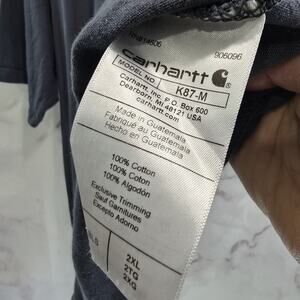 906096
carhartt
MODEL NO. K87-M
Carhartt, Inc. P.O. Box 600
Dearborn, MI 48121 USA
carhartt.com
Made in Guatemala
Fabriqué au Guatemala
Hecho en Guatemala
100% Cotton
100% Coton
100% Algodón
Exclusive Trimming
Sauf Garnitures
Excepto Adorno
2XL
2TG
2XG